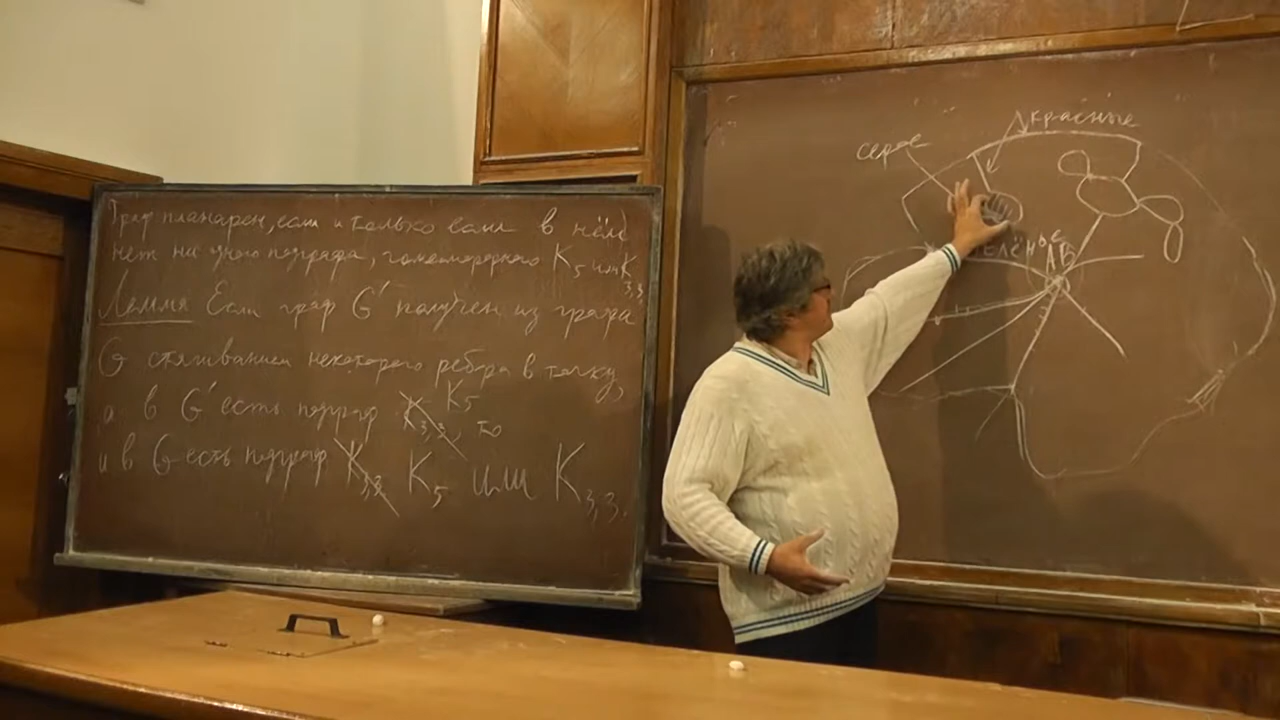 Граф планарен, если и только если в нём
нет ни одного подграфа, гомеоморфного K₅ или K₃,₃
Лемма Если граф G' получен из графа
G стягиванием некоторого ребра в точку,
а в G' есть подграф K₃,₃ K₅ то
и в G есть подграф K₃,₃ K₅ или K₃,₃.
красные
серое
зелёное
AB